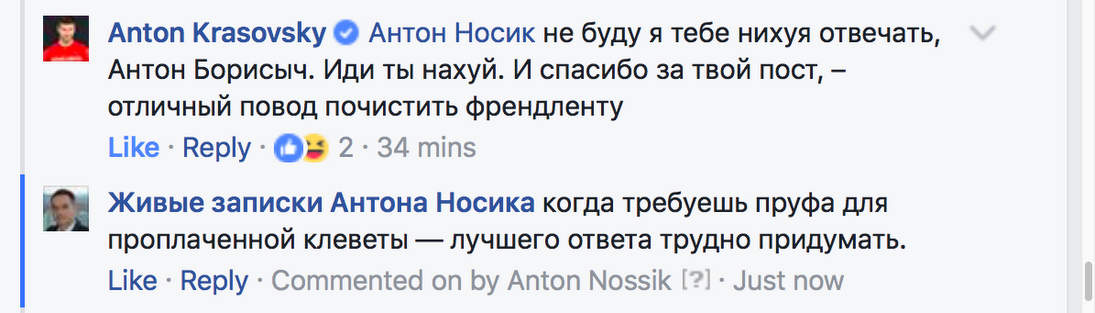 Anton Krasovsky Антон Носик не буду я тебе нихуя отвечать,
Антон Борисыч. Иди ты нахуй. И спасибо за твой пост, –
отличный повод почистить френдленту
Like · Reply · 2 · 34 mins
Живые записки Антона Носика когда требуешь пруфа для
проплаченной клеветы — лучшего ответа трудно придумать.
Like · Reply · Commented on by Anton Nossik [?] · Just now